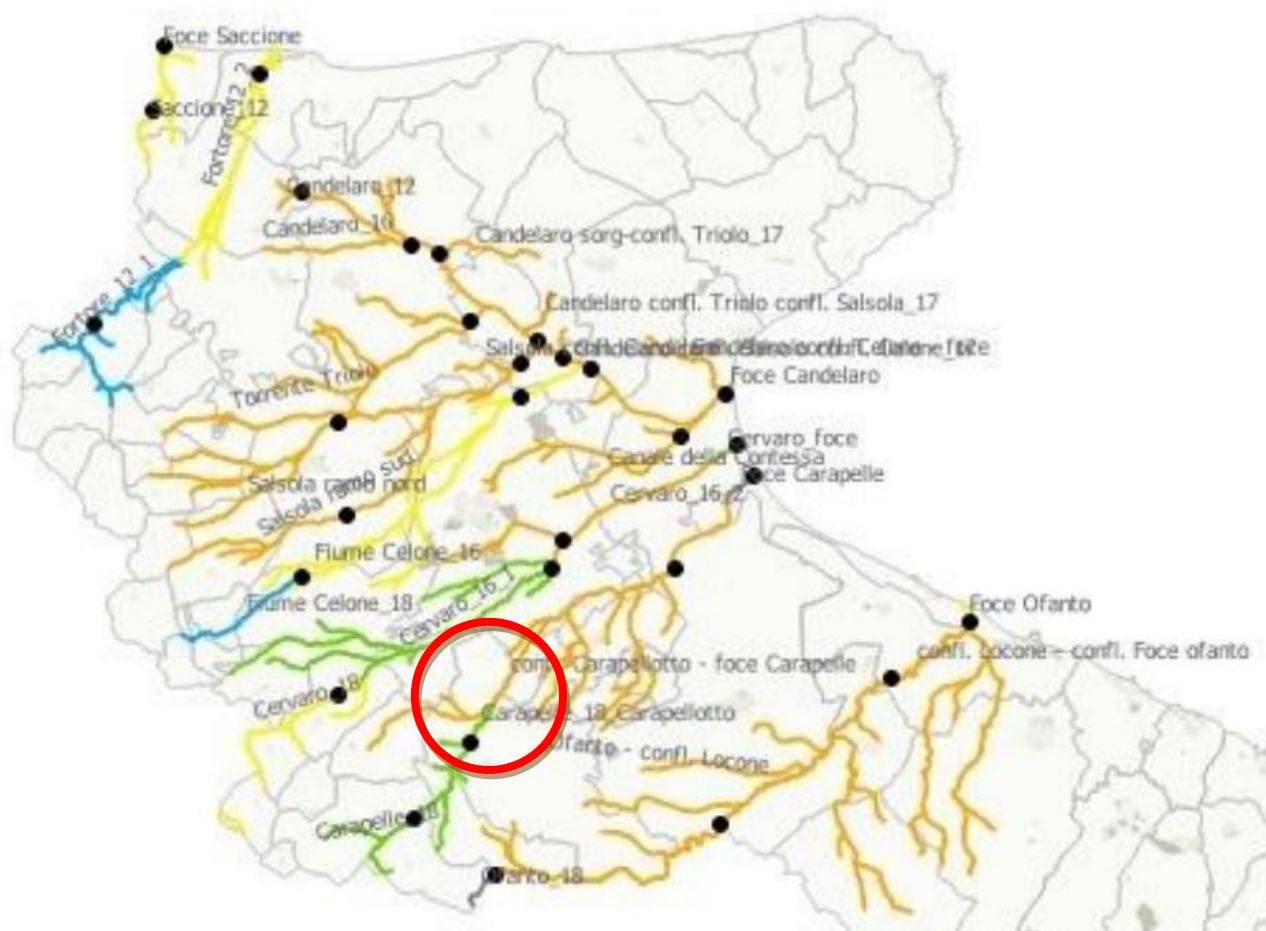 Foce Saccione
Saccione_12
Fortore_12_2
Candelaro_12
Candelaro_16
Candelaro sorg-confl. Triolo_17
Fortore_12_1
Candelaro confl. Triolo confl. Salsola_17
foce
Torrente Triolo
Foce Candelaro
Cervaro_foce
Canale della Contessa
Foce Carapelle
Salsola ramo nord
Salsola ramo sud
Cervaro_16_2
Fiume Celone_16
Fiume Celone_18
Cervaro_16_1
Foce Ofanto
confl. Locone - confl. Foce ofanto
confl. Carapellotto - foce Carapelle
Cervaro_18
Carapelle_18_Carapellotto
Ofanto - confl. Locone
Carapelle_18
Ofanto_18